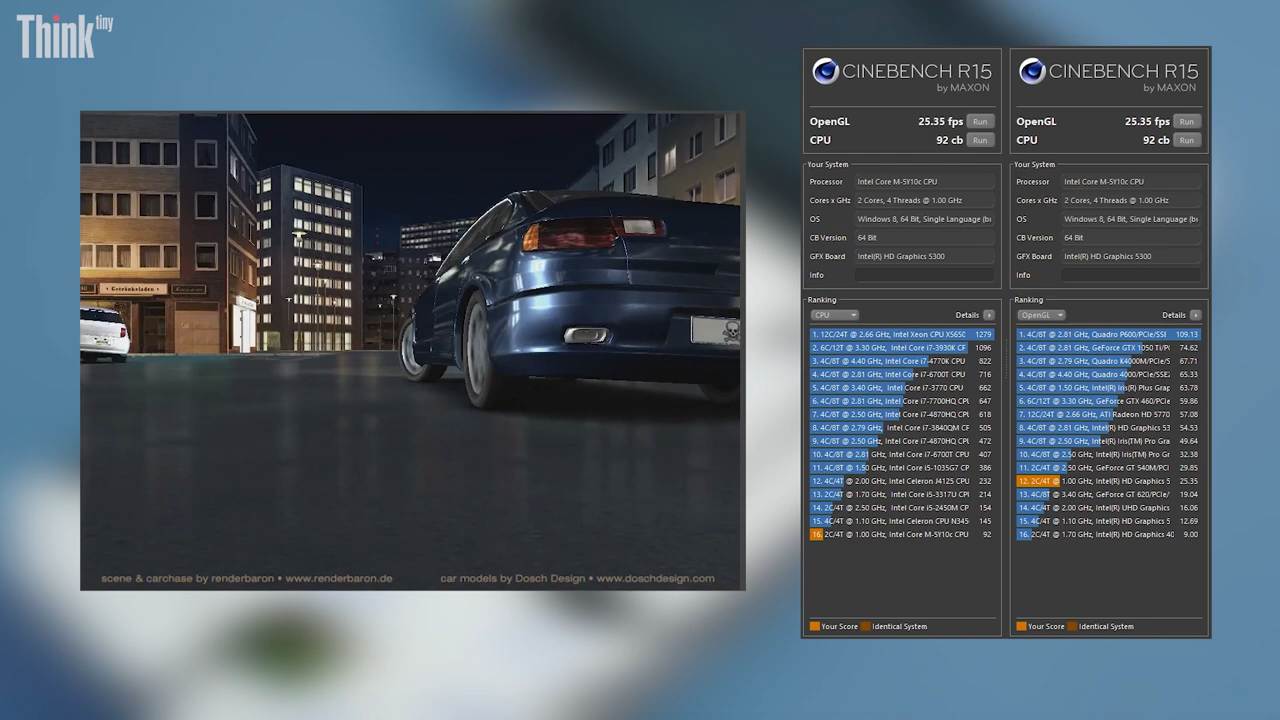 Think tiny
Getränkeladen
scene & carchase by renderbaron • www.renderbaron.de
car models by Dosch Design • www.doschdesign.com
CINEBENCH R15
by MAXON
OpenGL 25.35 fps Run
CPU 92 cb Run
Your System
Processor Intel Core M-5Y10c CPU
Cores x GHz 2 Cores, 4 Threads @ 1.00 GHz
OS Windows 8, 64 Bit, Single Language (bu
CB Version 64 Bit
GFX Board Intel(R) HD Graphics 5300
Info
Ranking
CPU Details
1. 12C/24T @ 2.66 GHz, Intel Xeon CPU X565C 1279
2. 6C/12T @ 3.30 GHz, Intel Core i7-3930K CF 1096
3. 4C/8T @ 4.40 GHz, Intel Core i7-4770K CPU 822
4. 4C/8T @ 2.81 GHz, Intel Core i7-6700T CPU 716
5. 4C/8T @ 3.40 GHz, Intel Core i7-3770 CPU 662
6. 4C/8T @ 2.81 GHz, Intel Core i7-7700HQ CPU 647
7. 4C/8T @ 2.50 GHz, Intel Core i7-4870HQ CPU 618
8. 4C/8T @ 2.79 GHz, Intel Core i7-3840QM CF 505
9. 4C/8T @ 2.50 GHz, Intel Core i7-4870HQ CPU 472
10. 4C/8T @ 2.81 GHz, Intel Core i7-6700T CPU 407
11. 4C/8T @ 1.50 GHz, Intel Core i5-1035G7 CP 386
12. 4C/4T @ 2.00 GHz, Intel Celeron J4125 CPU 232
13. 2C/4T @ 1.70 GHz, Intel Core i5-3317U CPU 214
14. 2C/4T @ 2.50 GHz, Intel Core i5-2450M CP 154
15. 4C/4T @ 1.10 GHz, Intel Celeron CPU N345 145
16. 2C/4T @ 1.00 GHz, Intel Core M-5Y10c CPU 92
Your Score Identical System
CINEBENCH R15
by MAXON
OpenGL 25.35 fps Run
CPU 92 cb Run
Your System
Processor Intel Core M-5Y10c CPU
Cores x GHz 2 Cores, 4 Threads @ 1.00 GHz
OS Windows 8, 64 Bit, Single Language (bu
CB Version 64 Bit
GFX Board Intel(R) HD Graphics 5300
Info
Ranking
OpenGL Details
1. 4C/8T @ 2.81 GHz, Quadro P600/PCIe/SSE 109.13
2. 4C/8T @ 2.81 GHz, GeForce GTX 1050 Ti/PC 74.62
3. 4C/8T @ 2.79 GHz, Quadro K4000M/PCIe/S 67.71
4. 4C/8T @ 4.40 GHz, Quadro 4000/PCIe/SSE2 65.33
5. 4C/8T @ 1.50 GHz, Intel(R) Iris(R) Plus Grap 63.78
6. 6C/12T @ 3.30 GHz, GeForce GTX 460/PCIe 59.86
7. 12C/24T @ 2.66 GHz, ATI Radeon HD 5770 57.08
8. 4C/8T @ 2.81 GHz, Intel(R) HD Graphics 53 54.53
9. 4C/8T @ 2.50 GHz, Intel(R) Iris(TM) Pro Gra 49.64
10. 4C/8T @ 2.50 GHz, Intel(R) Iris(TM) Pro Gr 32.38
11. 2C/4T @ 2.50 GHz, GeForce GT 540M/PCI 29.85
12. 2C/4T @ 1.00 GHz, Intel(R) HD Graphics 5 25.35
13. 4C/8T @ 3.40 GHz, GeForce GT 620/PCIe/ 19.04
14. 4C/4T @ 2.00 GHz, Intel(R) UHD Graphics 16.06
15. 4C/4T @ 1.10 GHz, Intel(R) HD Graphics 5 12.69
16. 2C/4T @ 1.70 GHz, Intel(R) HD Graphics 40 9.00
Your Score Identical System